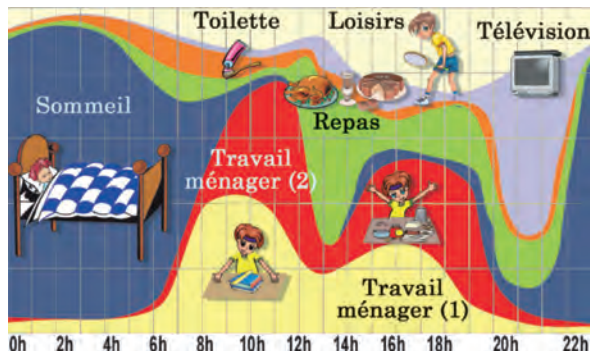 Toilette
Loisirs
Télévision
Sommeil
Repas
Travail
ménager (2)
Travail
ménager (1)
0h 2h 4h 6h 8h 10h 12h 14h 16h 18h 20h 22h